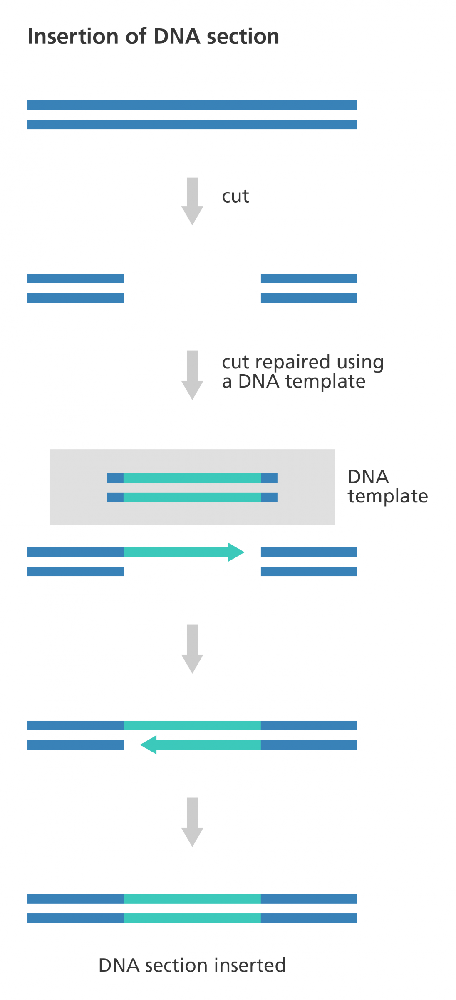 Insertion of DNA section
cut
cut repaired using
a DNA template
DNA
template
DNA section inserted